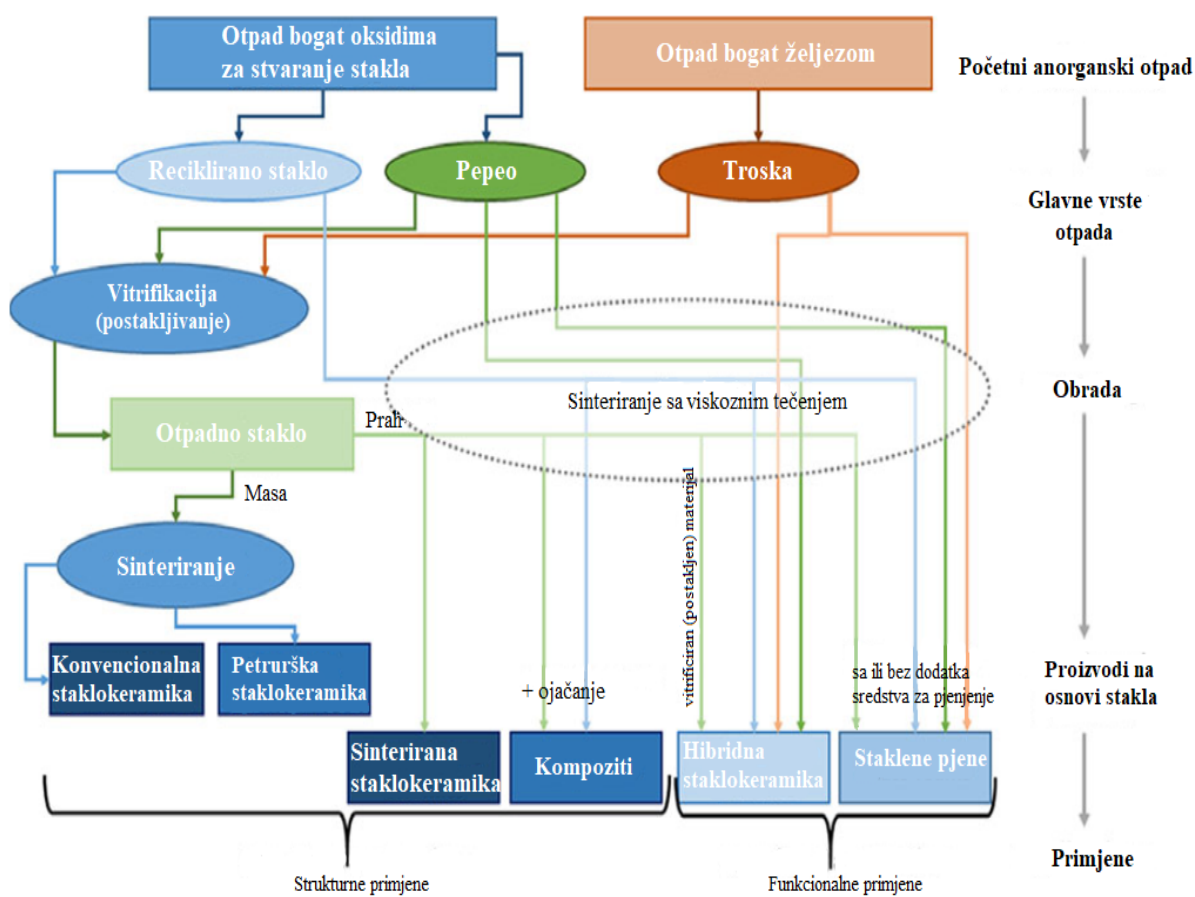 Otpad bogat oksidima
za stvaranje stakla
Otpad bogat željezom
Početni anorganski otpad
Reciklirano staklo
Pepeo
Troska
Glavne vrste
otpada
Vitrifikacija
(postakljivanje)
Obrada
Sinteriranje sa viskoznim tečenjem
Otpadno staklo
Prah
Masa
Sinteriranje
vitrificiran (postakljen) materijal
Konvencionalna
staklokeramika
Petrurška
staklokeramika
+ ojačanje
sa ili bez dodatka
sredstva za pjenjenje
Proizvodi na
osnovi stakla
Sinterirana
staklokeramika
Kompoziti
Hibridna
staklokeramika
Staklene pjene
Primjene
Strukturne primjene
Funkcionalne primjene